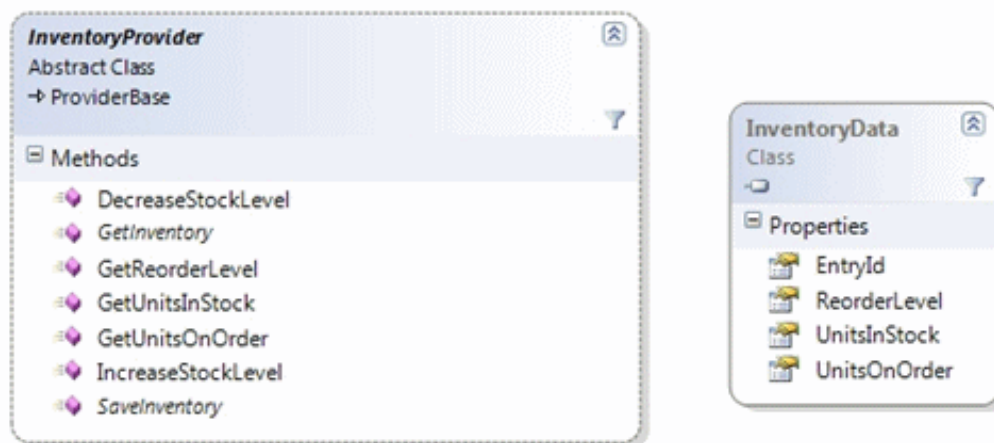 InventoryProvider
Abstract Class
ProviderBase
Methods
DecreaseStockLevel
GetInventory
GetReorderLevel
GetUnitsInStock
GetUnitsOnOrder
IncreaseStockLevel
SaveInventory
InventoryData
Class
Properties
EntryId
ReorderLevel
UnitsInStock
UnitsOnOrder